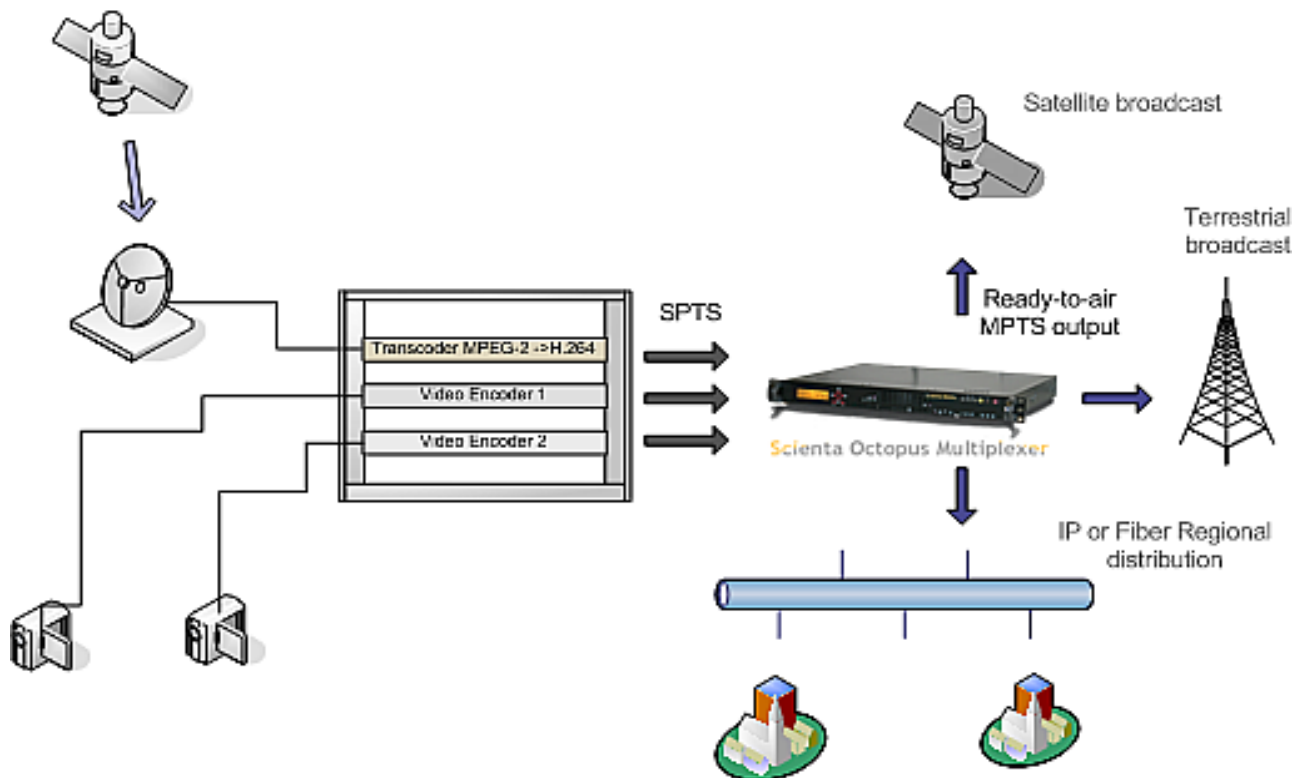 Satellite broadcast
Terrestrial
broadcast
SPTS
Ready-to-air
MPTS output
Transcoder MPEG-2 ->H.264
Video Encoder 1
Video Encoder 2
Scienta Octopus Multiplexer
IP or Fiber Regional
distribution